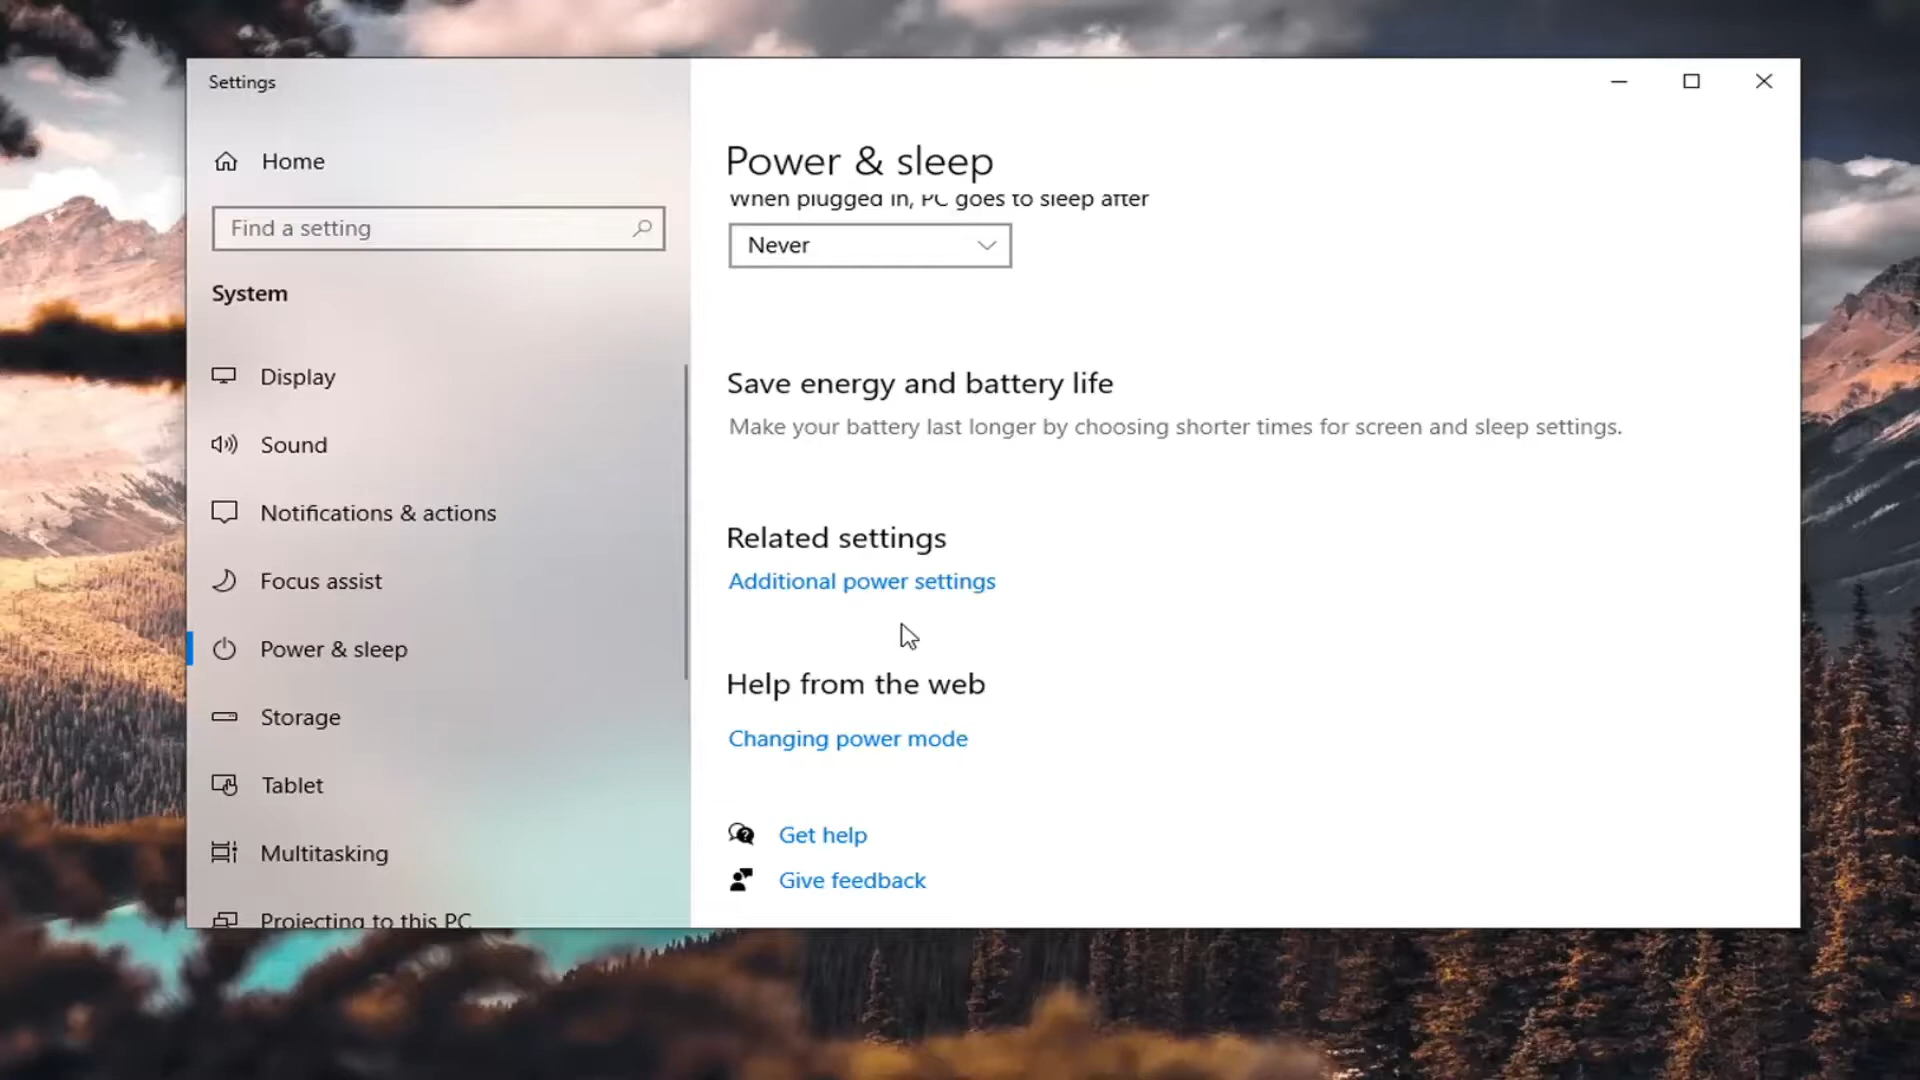 Settings
Home
Find a setting
System
Display
Sound
Notifications & actions
Focus assist
Power & sleep
Storage
Tablet
Multitasking
Projecting to this PC
Power & sleep
When plugged in, PC goes to sleep after
Never
Save energy and battery life
Make your battery last longer by choosing shorter times for screen and sleep settings.
Related settings
Additional power settings
Help from the web
Changing power mode
Get help
Give feedback